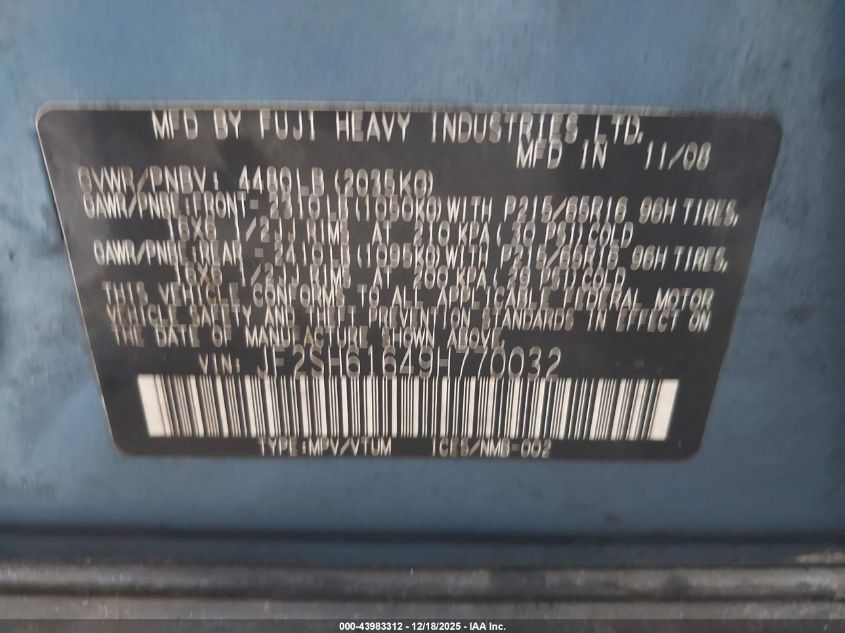 MFD BY FUJI HEAVY INDUSTRIES LTD.
MFD IN 11/08
GVWR/PNBV: 4480LB(2035KG)
GAWR/PNBE:FRONT=2310LB(1050KG)WITH P215/65R16 96H TIRES,
16X6 1/2JJ RIMS AT 210 KPA(30 PSI)COLD
GAWR/PNBE:REAR =2410LB(1095KG)WITH P215/65R16 96H TIRES,
16X6 1/2JJ RIMS AT 200 KPA(29 PSI)COLD.
THIS VEHICLE CONFORMS TO ALL APPLICABLE FEDERAL MOTOR
VEHICLE SAFETY AND THEFT PREVENTION STANDARDS IN EFFECT ON
THE DATE OF MANUFACTURE SHOWN ABOVE.
VIN: JF2SH61649H770032
TYPE:MPV/VTUM ICES/NMB-002
000-43983312 - 12/18/2025 - IAA Inc.